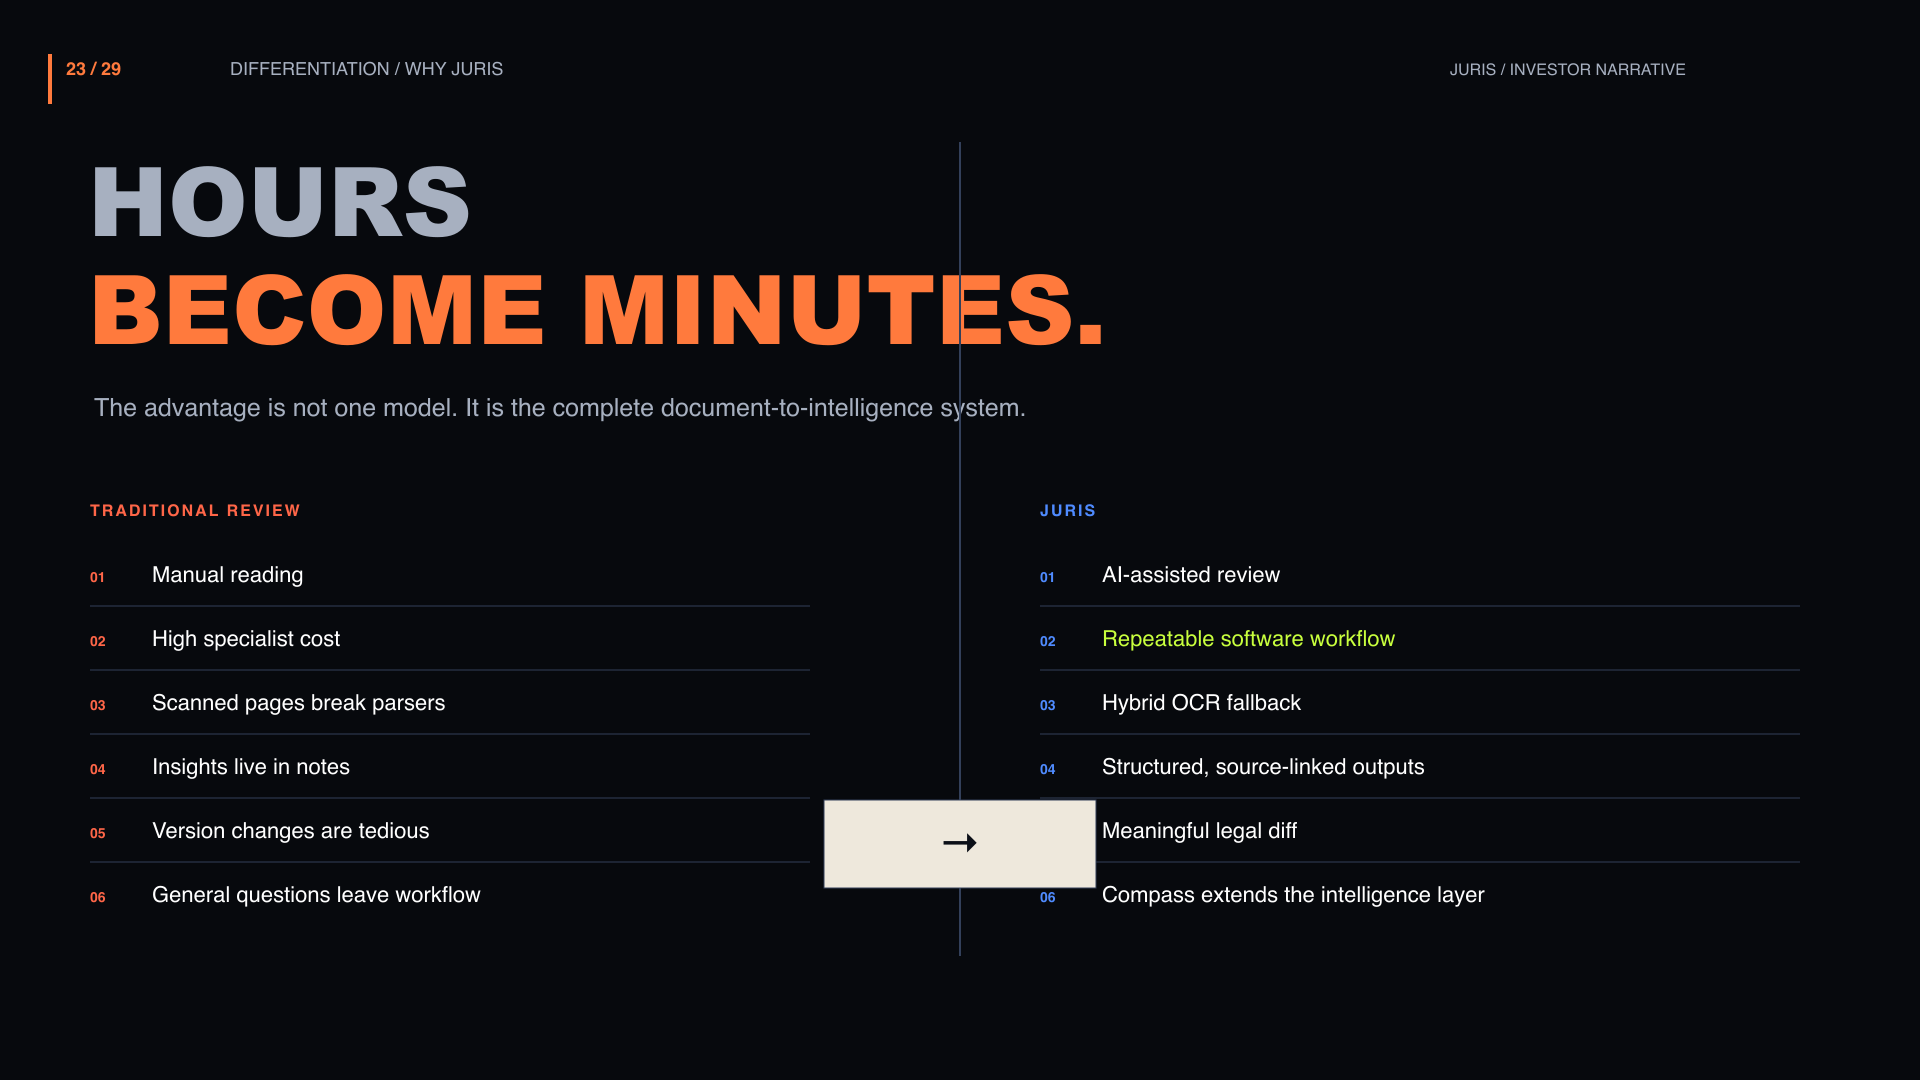 23 / 29
DIFFERENTIATION / WHY JURIS
JURIS / INVESTOR NARRATIVE
HOURS
BECOME MINUTES.
The advantage is not one model. It is the complete document-to-intelligence system.
TRADITIONAL REVIEW
01 Manual reading
02 High specialist cost
03 Scanned pages break parsers
04 Insights live in notes
05 Version changes are tedious
06 General questions leave workflow
→
JURIS
01 AI-assisted review
02 Repeatable software workflow
03 Hybrid OCR fallback
04 Structured, source-linked outputs
Meaningful legal diff
06 Compass extends the intelligence layer